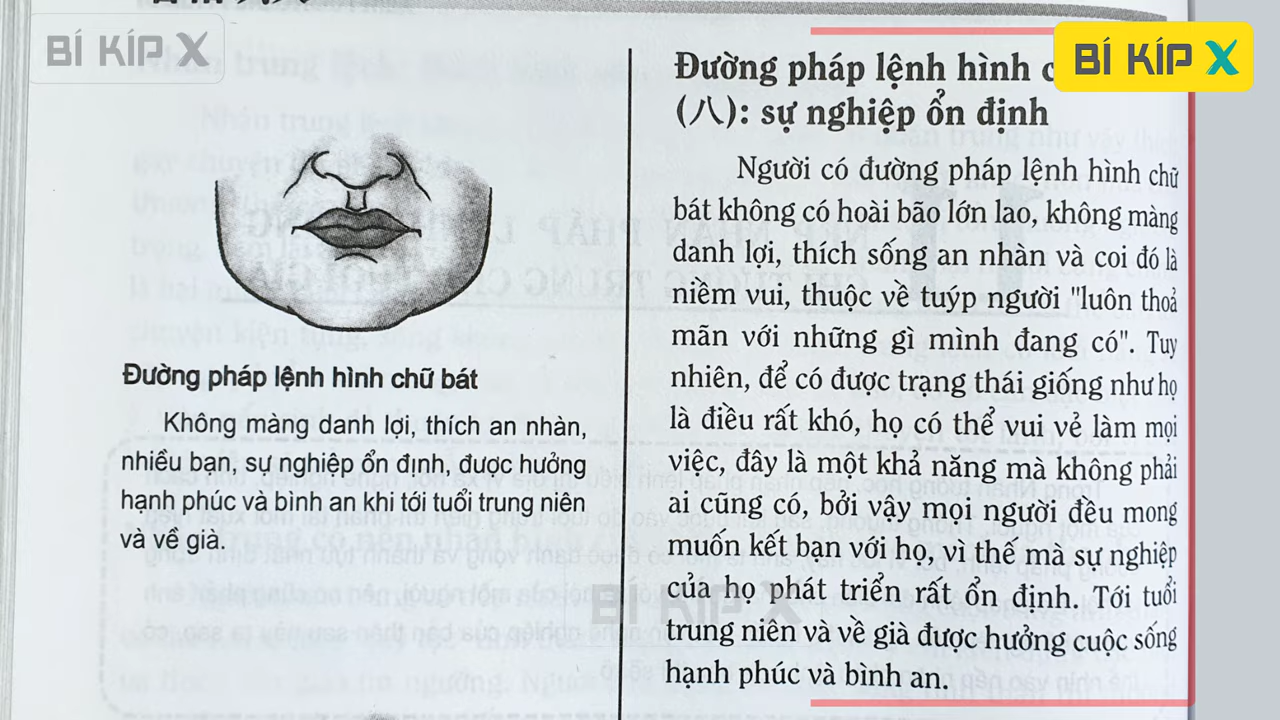 BÍ KÍP X
BÍ KÍP X
Đường pháp lệnh hình chữ bát
Không màng danh lợi, thích an nhàn,
nhiều bạn, sự nghiệp ổn định, được hưởng
hạnh phúc và bình an khi tới tuổi trung niên
và về già.
Đường pháp lệnh hình
(八): sự nghiệp ổn định
Người có đường pháp lệnh hình chữ
bát không có hoài bão lớn lao, không màng
danh lợi, thích sống an nhàn và coi đó là
niềm vui, thuộc về tuýp người "luôn thoả
mãn với những gì mình đang có". Tuy
nhiên, để có được trạng thái giống như họ
là điều rất khó, họ có thể vui vẻ làm mọi
việc, đây là một khả năng mà không phải
ai cũng có, bởi vậy mọi người đều mong
muốn kết bạn với họ, vì thế mà sự nghiệp
của họ phát triển rất ổn định. Tới tuổi
trung niên và về già được hưởng cuộc sống
hạnh phúc và bình an.
BÍ KÍP X